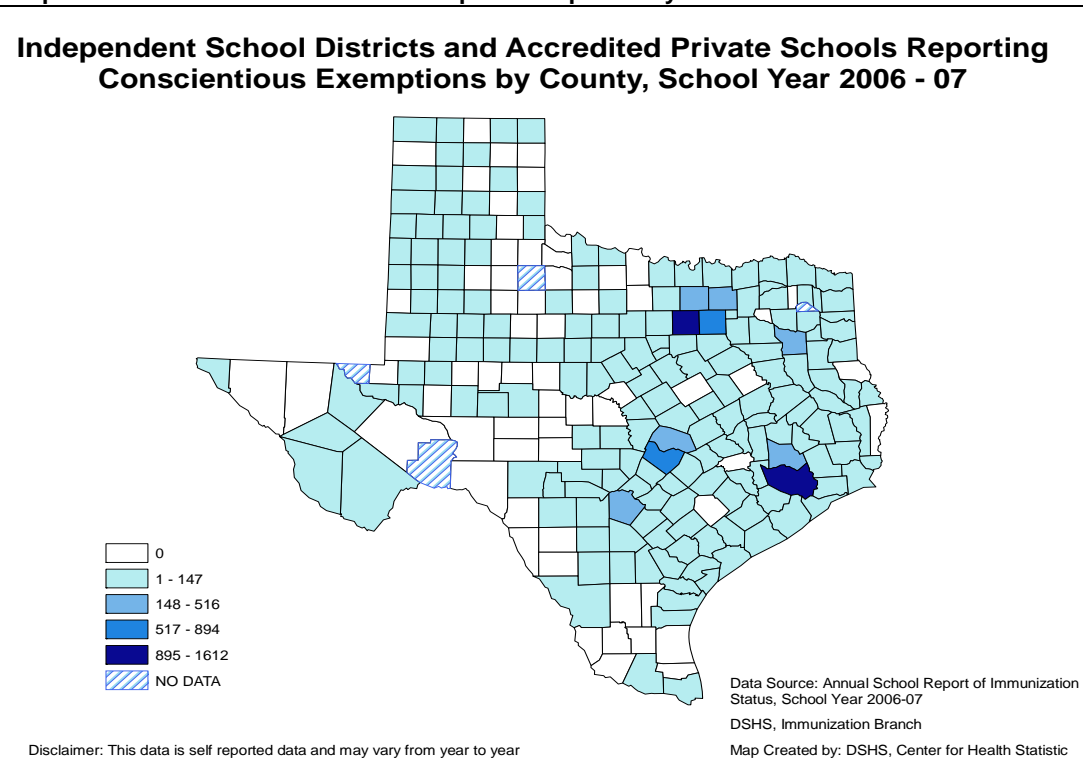 Independent School Districts and Accredited Private Schools Reporting
Conscientious Exemptions by County, School Year 2006 - 07
0
1 - 147
148 - 516
517 - 894
895 - 1612
NO DATA
Data Source: Annual School Report of Immunization
Status, School Year 2006-07
DSHS, Immunization Branch
Disclaimer: This data is self reported data and may vary from year to year
Map Created by: DSHS, Center for Health Statistic